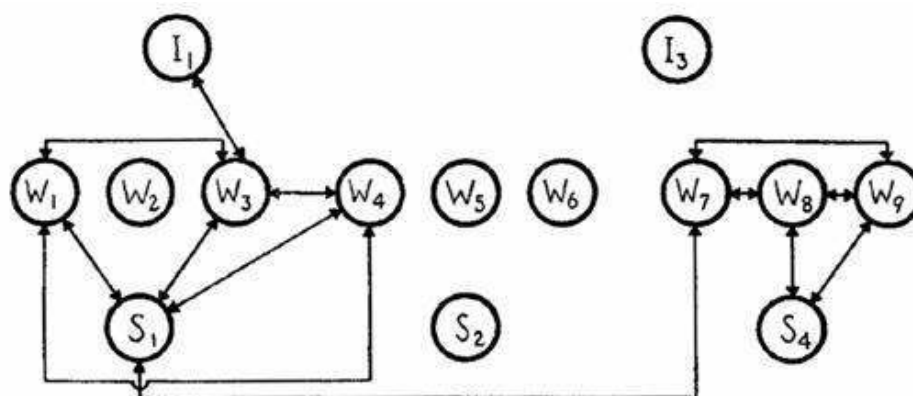 I₁ I₃
W₁ W₂ W₃ W₄ W₅ W₆ W₇ W₈ W₉
S₁ S₂ S₄